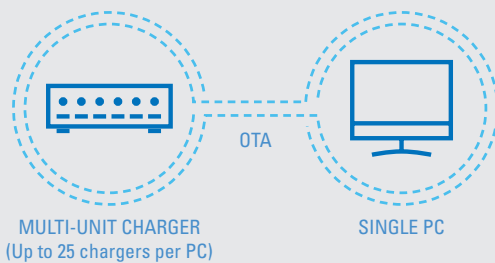 OTA
MULTI-UNIT CHARGER
(Up to 25 chargers per PC)
SINGLE PC